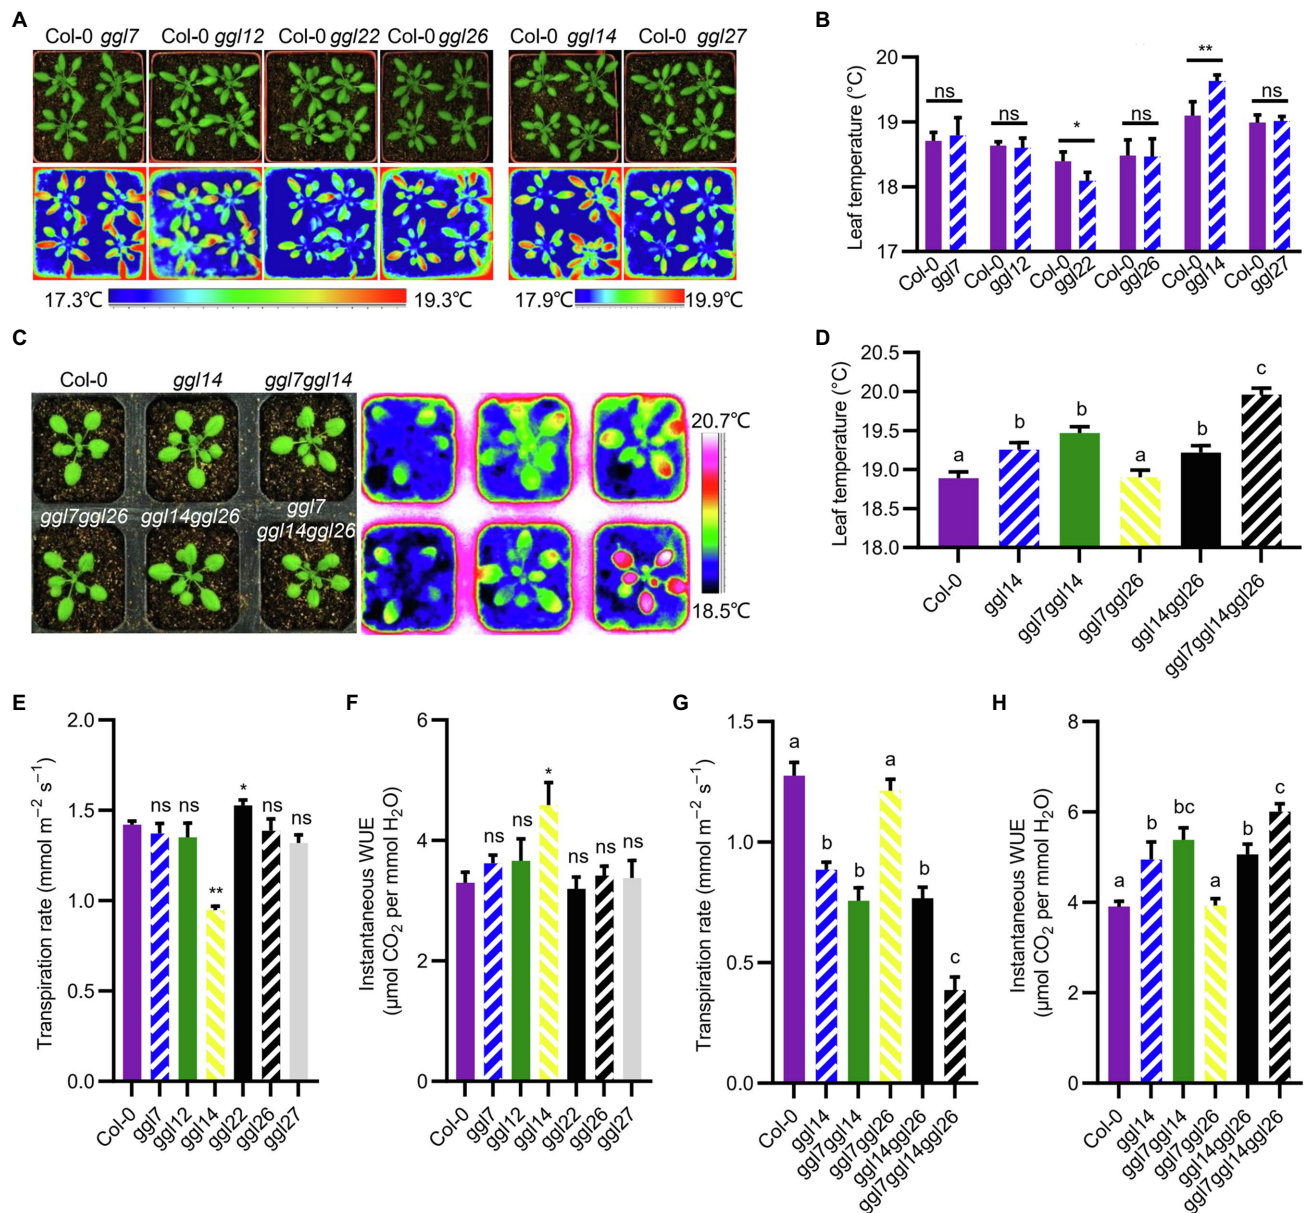 A
Col-0 ggl7
Col-0 ggl12
Col-0 ggl22
Col-0 ggl26
Col-0 ggl14
Col-0 ggl27
17.3℃
19.3℃
17.9℃
19.9℃
B
Leaf temperature (°C)
20
19
18
17
ns
ns
*
ns
**
ns
Col-0
ggl7
Col-0
ggl12
Col-0
ggl22
Col-0
ggl26
Col-0
ggl14
Col-0
ggl27
C
Col-0
ggl14
ggl7ggl14
ggl7ggl26
ggl14ggl26
ggl7
ggl14ggl26
20.7℃
18.5℃
D
Leaf temperature (°C)
20.5
20.0
19.5
19.0
18.5
18.0
a
b
b
a
b
c
Col-0
ggl14
ggl7ggl14
ggl7ggl26
ggl14ggl26
ggl7ggl14ggl26
E
Transpiration rate (mmol m⁻² s⁻¹)
2.0
1.5
1.0
0.5
0.0
ns
ns
**
*
ns
ns
Col-0
ggl7
ggl12
ggl14
ggl22
ggl26
ggl27
F
Instantaneous WUE
(μmol CO₂ per mmol H₂O)
6
4
2
0
ns
ns
*
ns
ns
ns
Col-0
ggl7
ggl12
ggl14
ggl22
ggl26
ggl27
G
Transpiration rate (mmol m⁻² s⁻¹)
1.5
1.0
0.5
0.0
a
b
b
a
b
c
Col-0
ggl14
ggl7ggl14
ggl7ggl26
ggl14ggl26
ggl7ggl14ggl26
H
Instantaneous WUE
(μmol CO₂ per mmol H₂O)
8
6
4
2
0
a
b
bc
a
b
c
Col-0
ggl14
ggl7ggl14
ggl7ggl26
ggl14ggl26
ggl7ggl14ggl26